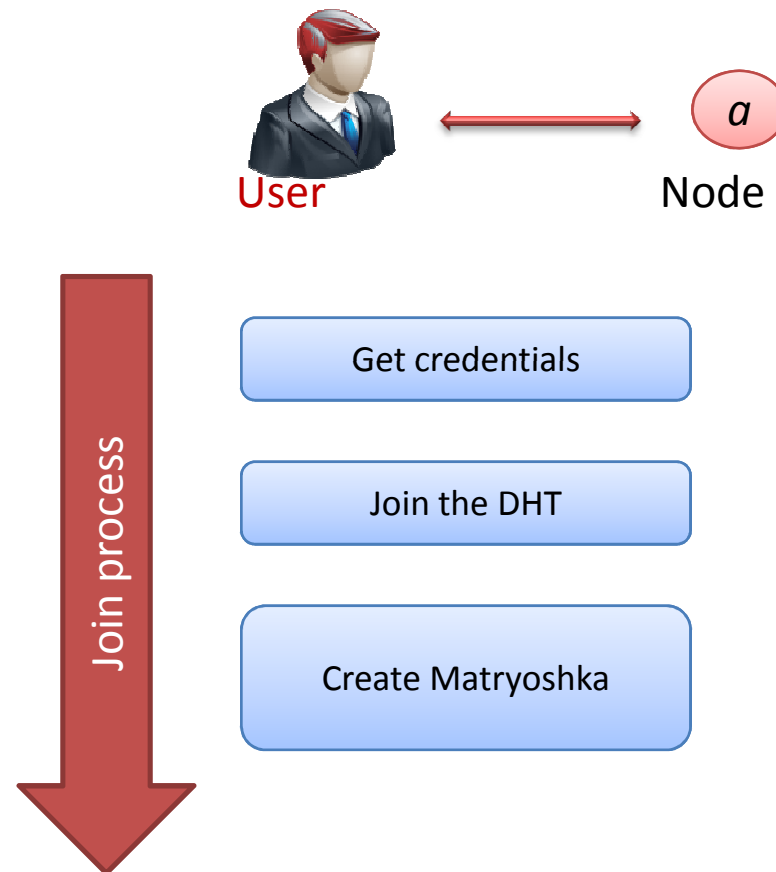 a
User
Node
Join process
Get credentials
Join the DHT
Create Matryoshka